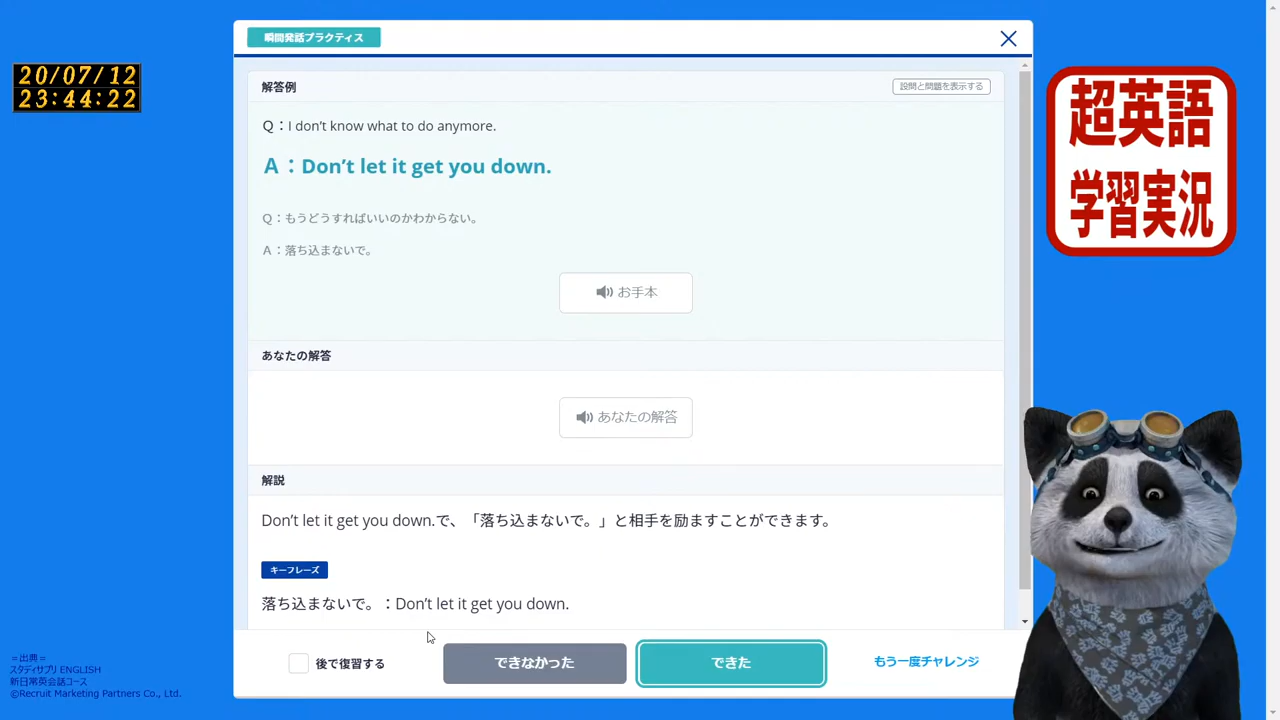 瞬間発話プラクティス
20/07/12
23:44:22
解答例
設問と問題を表示する
Q：I don't know what to do anymore.
A：Don't let it get you down.
Q：もうどうすればいいのかわからない。
A：落ち込まないで。
お手本
あなたの解答
あなたの解答
解説
Don't let it get you down.で、「落ち込まないで。」と相手を励ますことができます。
キーフレーズ
落ち込まないで。：Don't let it get you down.
後で復習する
できなかった
できた
もう一度チャレンジ
超英語
学習実況
＝出典＝
スタディサプリ ENGLISH
新日常英会話コース
©Recruit Marketing Partners Co., Ltd.